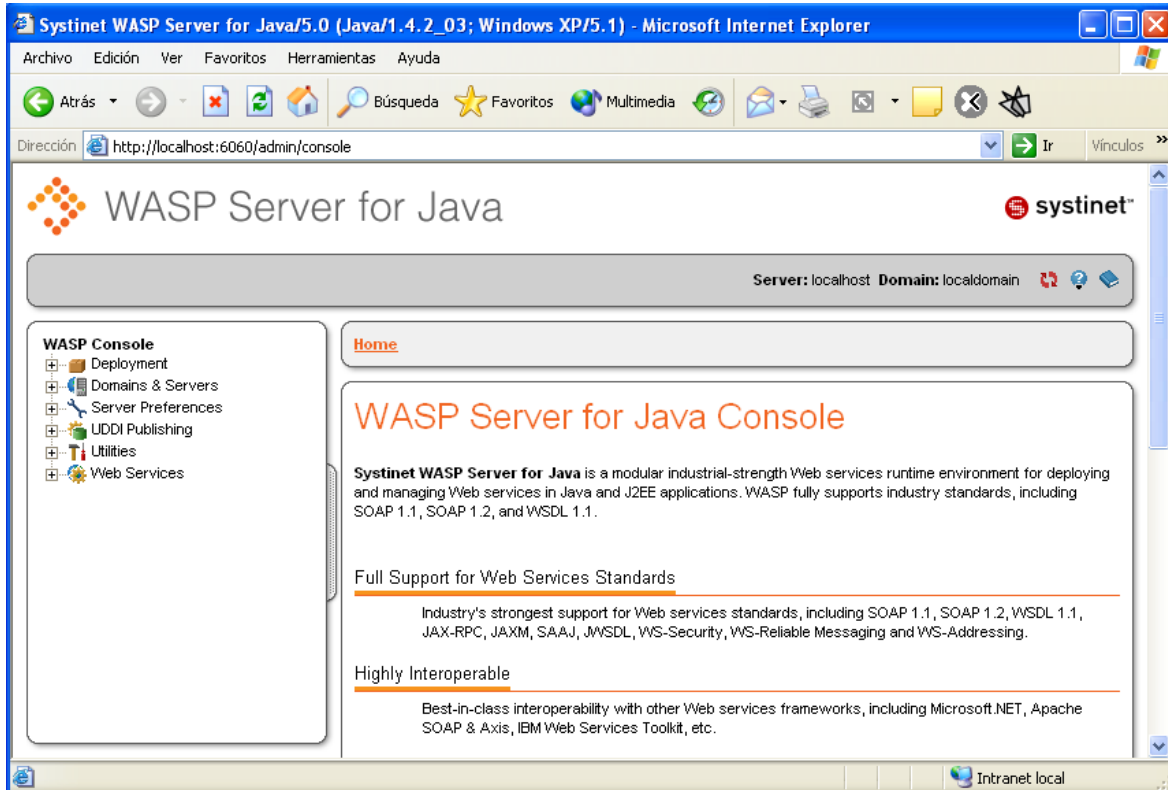 Systinet WASP Server for Java/5.0 (Java/1.4.2_03; Windows XP/5.1) - Microsoft Internet Explorer
Archivo Edición Ver Favoritos Herramientas Ayuda
Atrás Búsqueda Favoritos Multimedia
Dirección http://localhost:6060/admin/console Ir Vínculos »
WASP Server for Java
systinet™
Server: localhost Domain: localdomain
WASP Console
Deployment
Domains & Servers
Server Preferences
UDDI Publishing
Utilities
Web Services
Home
WASP Server for Java Console
Systinet WASP Server for Java is a modular industrial-strength Web services runtime environment for deploying
and managing Web services in Java and J2EE applications. WASP fully supports industry standards, including
SOAP 1.1, SOAP 1.2, and WSDL 1.1.
Full Support for Web Services Standards
Industry's strongest support for Web services standards, including SOAP 1.1, SOAP 1.2, WSDL 1.1,
JAX-RPC, JAXM, SAAJ, JWSDL, WS-Security, WS-Reliable Messaging and WS-Addressing.
Highly Interoperable
Best-in-class interoperability with other Web services frameworks, including Microsoft.NET, Apache
SOAP & Axis, IBM Web Services Toolkit, etc.
Intranet local